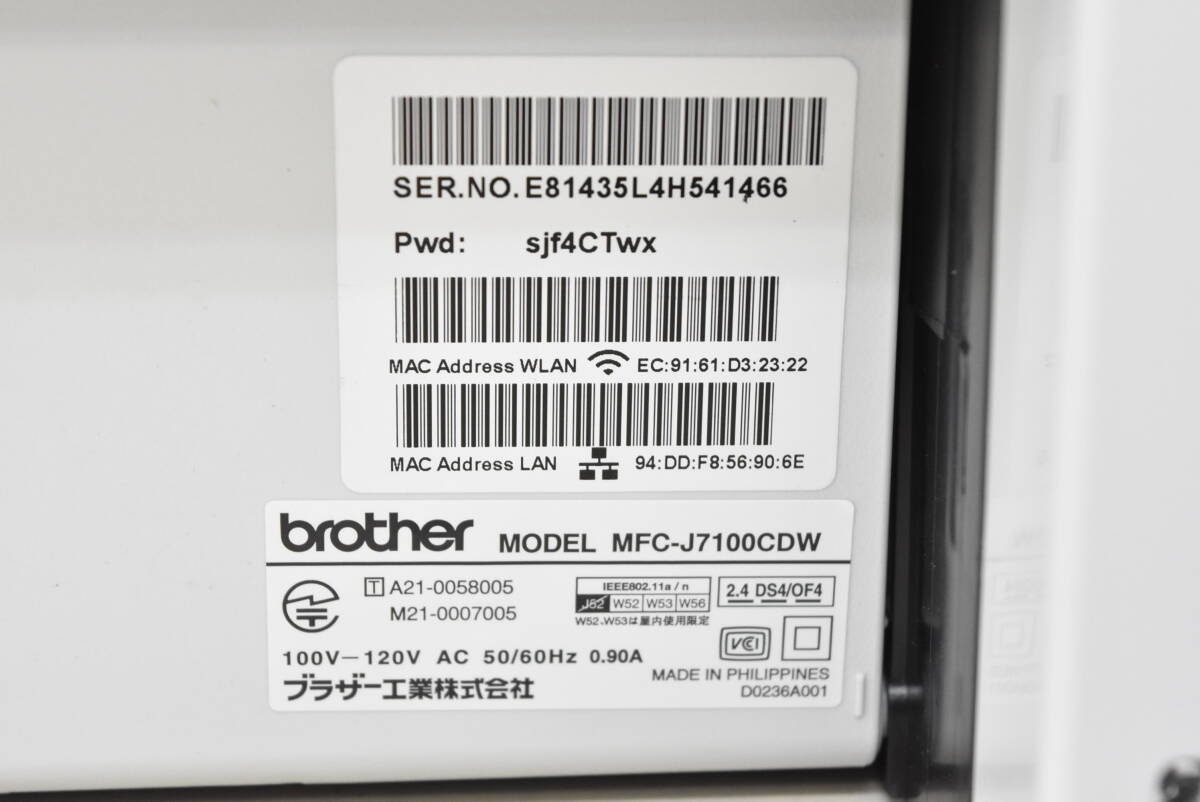 SER.NO.E81435L4H541466
Pwd: sjf4CTwx
MAC Address WLAN EC:91:61:D3:23:22
MAC Address LAN 94:DD:F8:56:90:6E
brother MODEL MFC-J7100CDW
T A21-0058005
M21-0007005
IEEE802.11a/n
J52 W52 W53 W56
W52、W53は屋内使用限定
2.4 DS4/OF4
VCCI
100V-120V AC 50/60Hz 0.90A
MADE IN PHILIPPINES
ブラザー工業株式会社
D0236A001